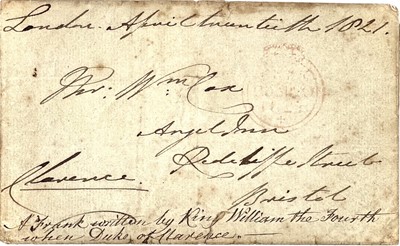 London. April twentieth 1821.
Mr: Wm Cox
Angel Inn
Redcliffe Street
Clarence
Bristol
A Frank written by King William the Fourth
when Duke of Clarence.